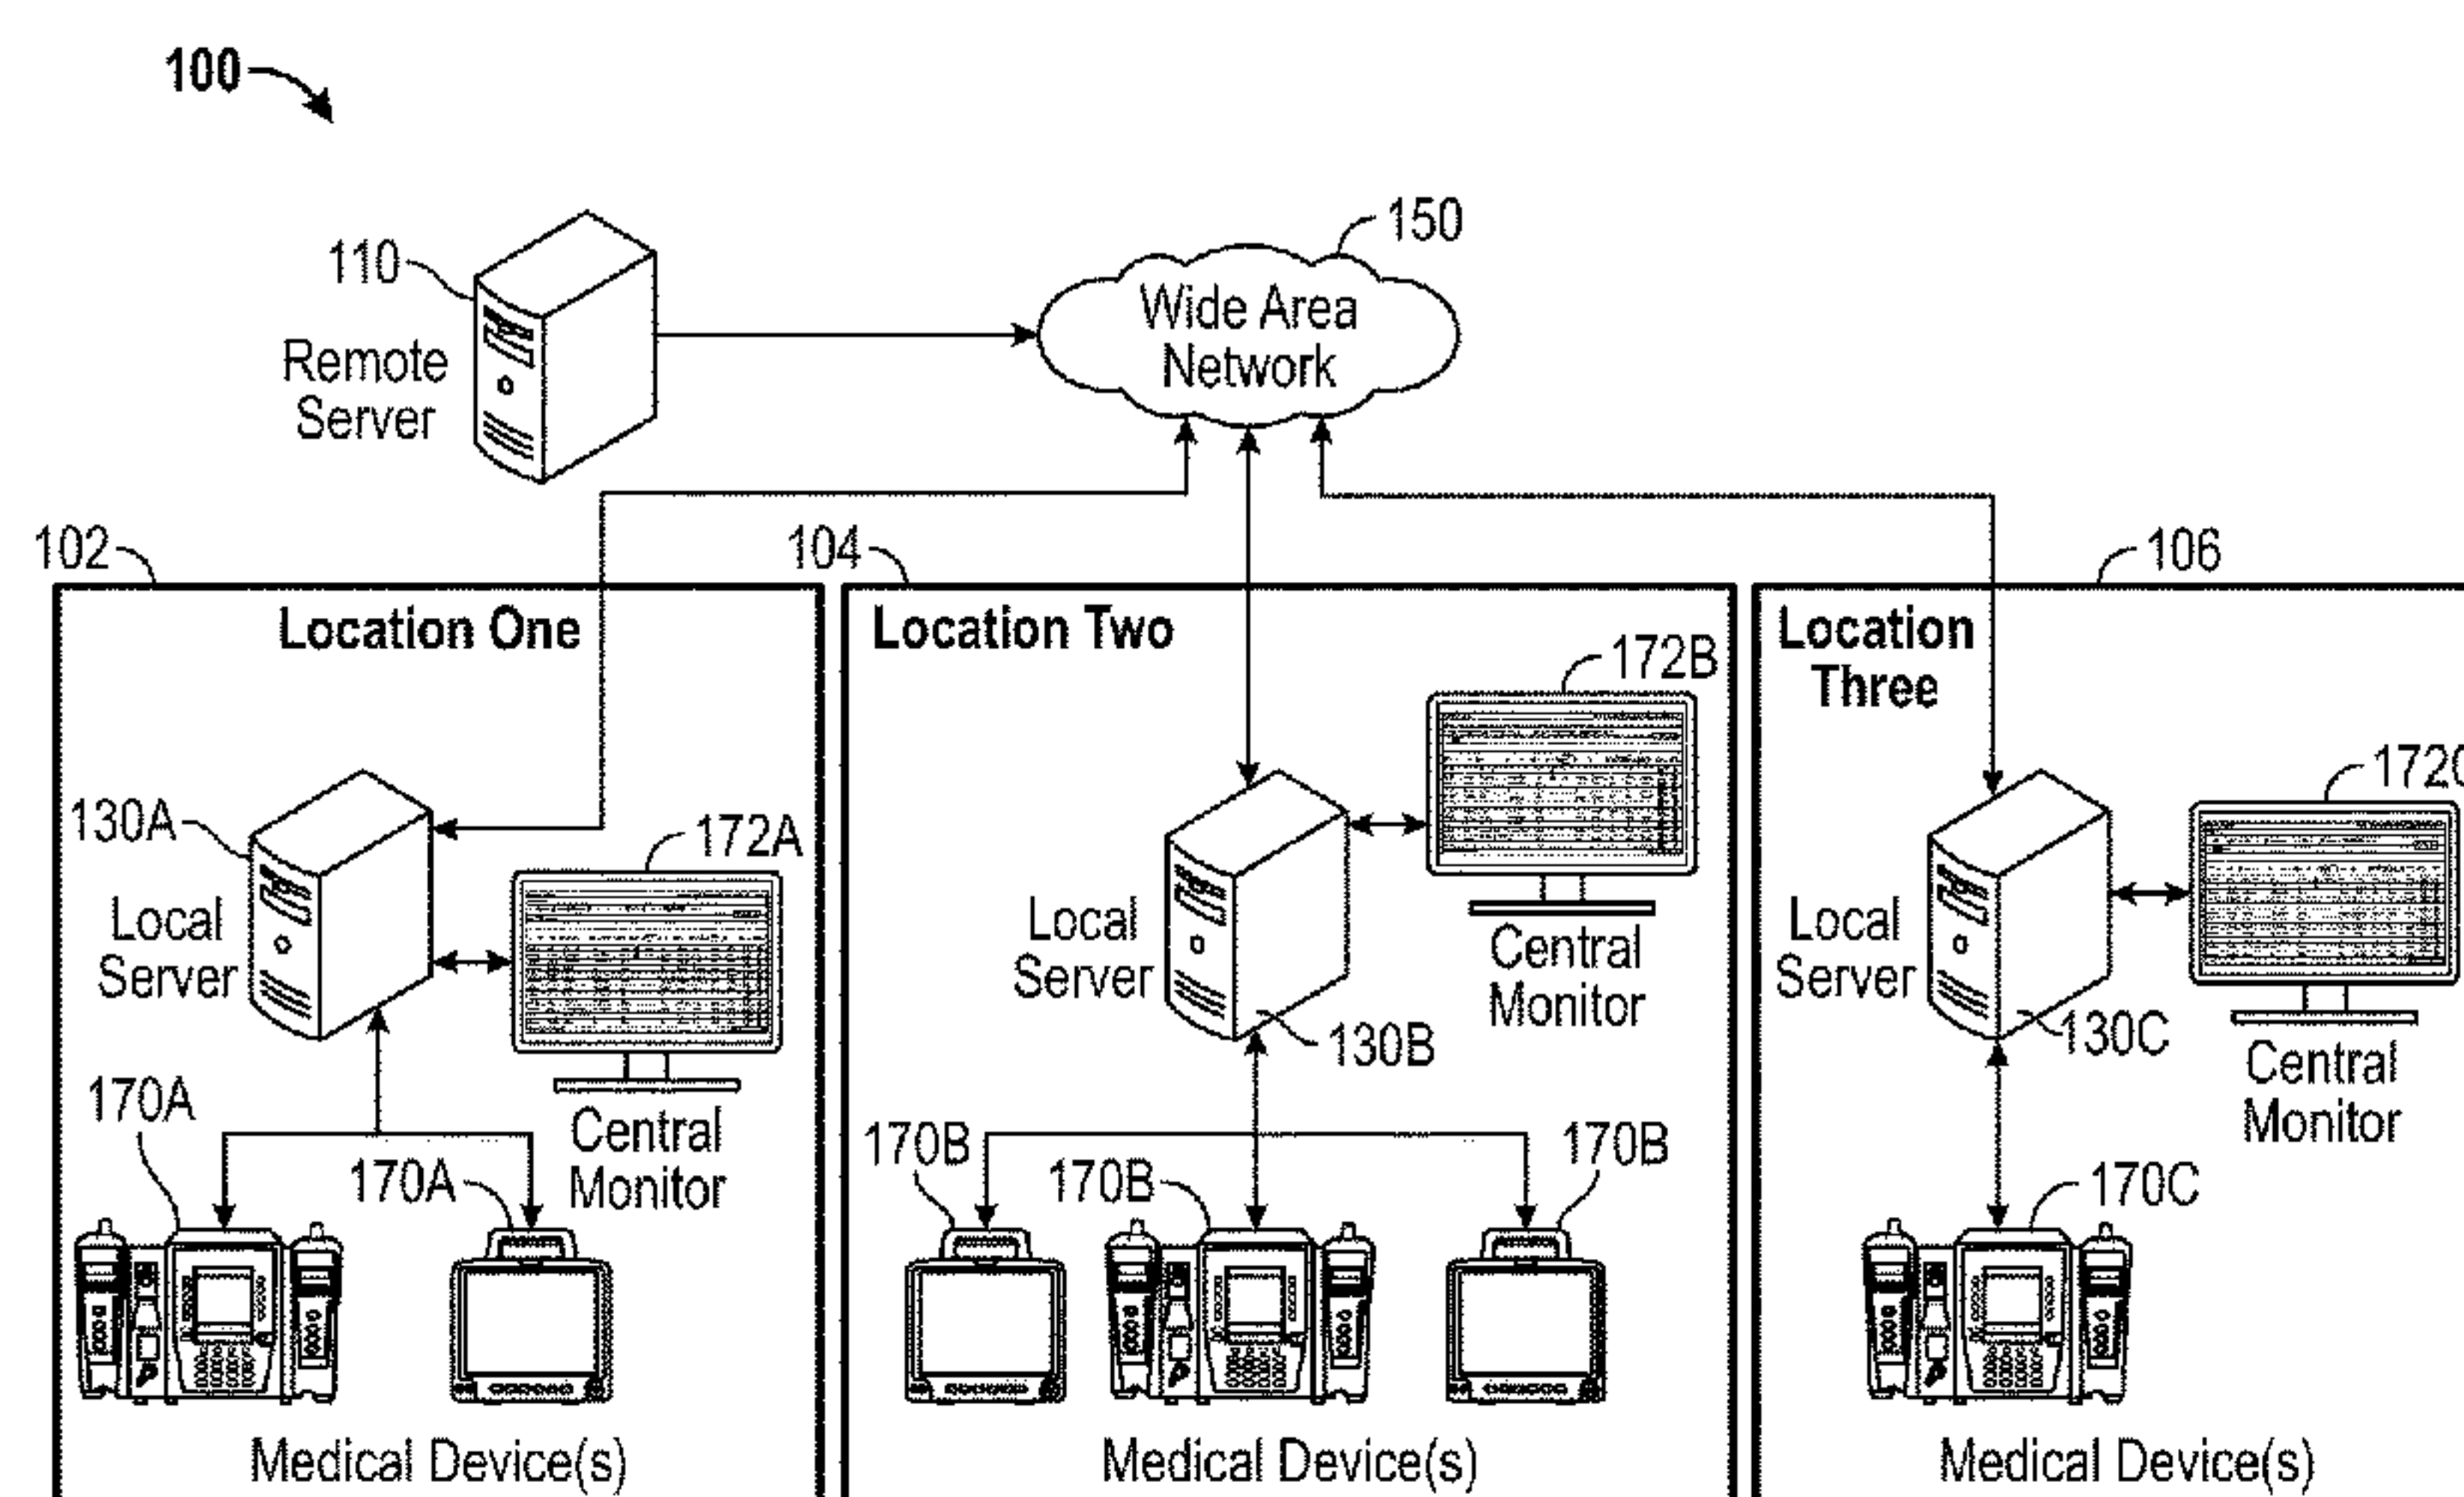 100
150
110
Wide Area
Network
Remote
Server
102
104
106
Location One
Location Two
Location
Three
172B
130A
172A
Local
Server
Local
Server
Central
Monitor
130B
Local
Server
130C
Central
Monitor
170A
170A
Central
Monitor
170B
170B
170B
170C
Medical Device(s)
Medical Device(s)
Medical Device(s)